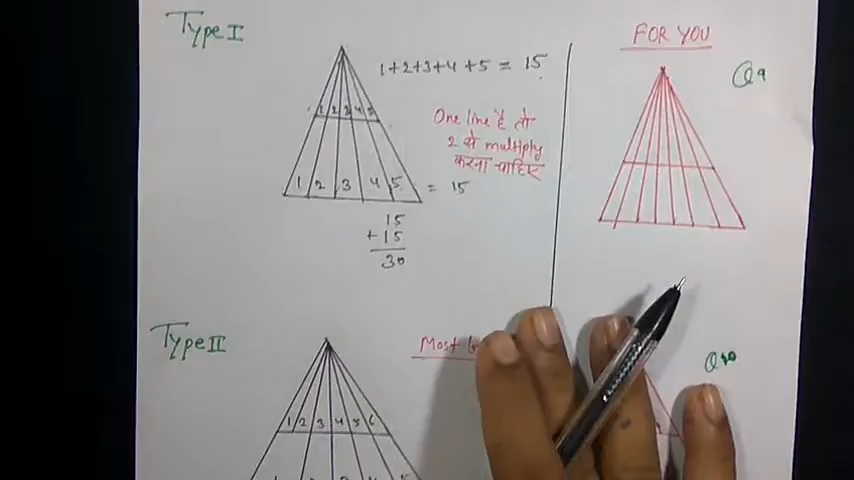 Type I
1+2+3+4+5 = 15
1 2 3 4 5
One line है तो
2 से multiply
करना चाहिए
1 2 3 4 5 = 15
15
+ 15
30
FOR YOU
Q9
Type II
Most
1 2 3 4 5 6
Q10